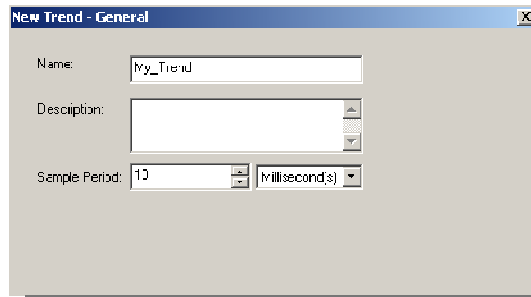 New Trend - General
Name: My_Trend
Description:
Sample Period: 10 Millisecond(s)